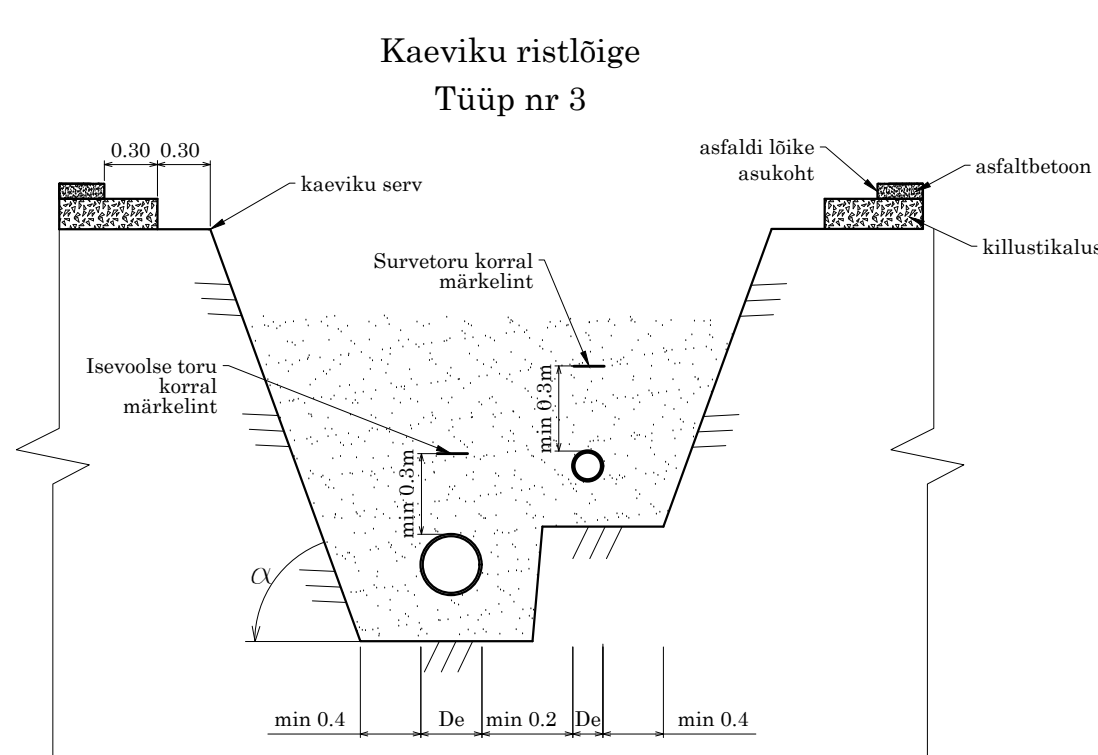 Kaeviku ristlõige
Tüüp nr 3
0.30 0.30
kaeviku serv
asfaldi lõike
asukoht
asfaltbetoon
killustikalus
Survetoru korral
märkelint
Isevoolse toru
korral
märkelint
min 0.3m
min 0.3m
α
min 0.4 De min 0.2 De min 0.4